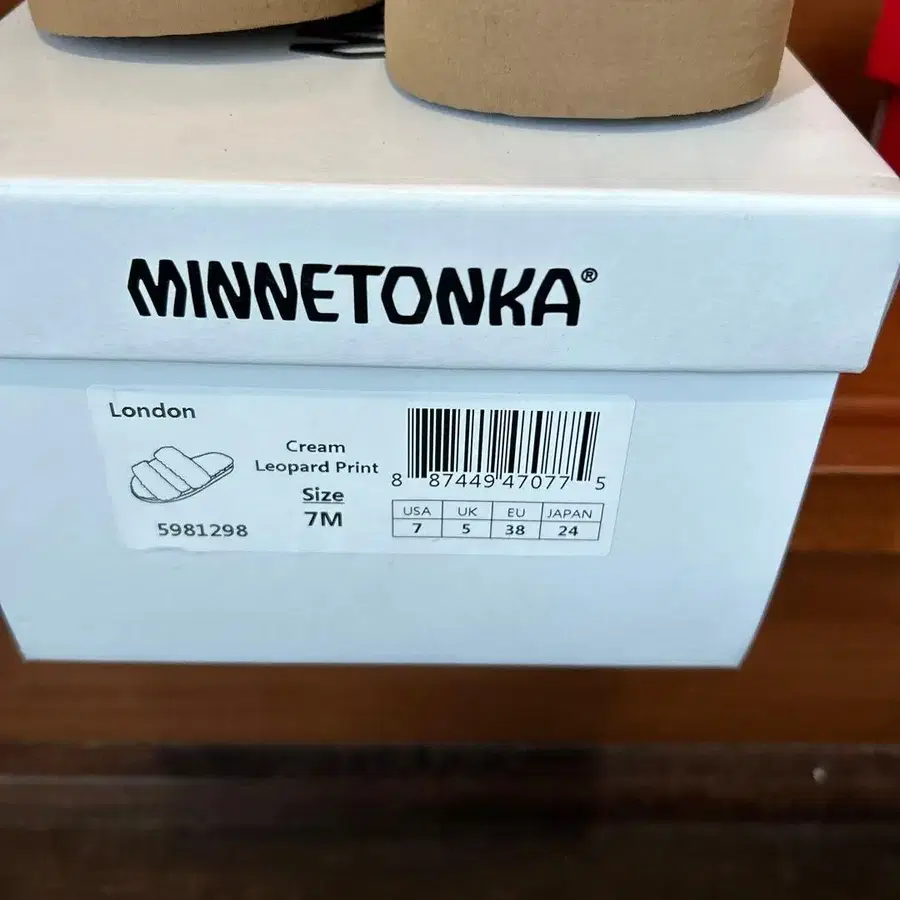 MINNETONKA®
London
Cream
Leopard Print
Size
7M
5981298
8 87449 47077 5
USA UK EU JAPAN
7 5 38 24